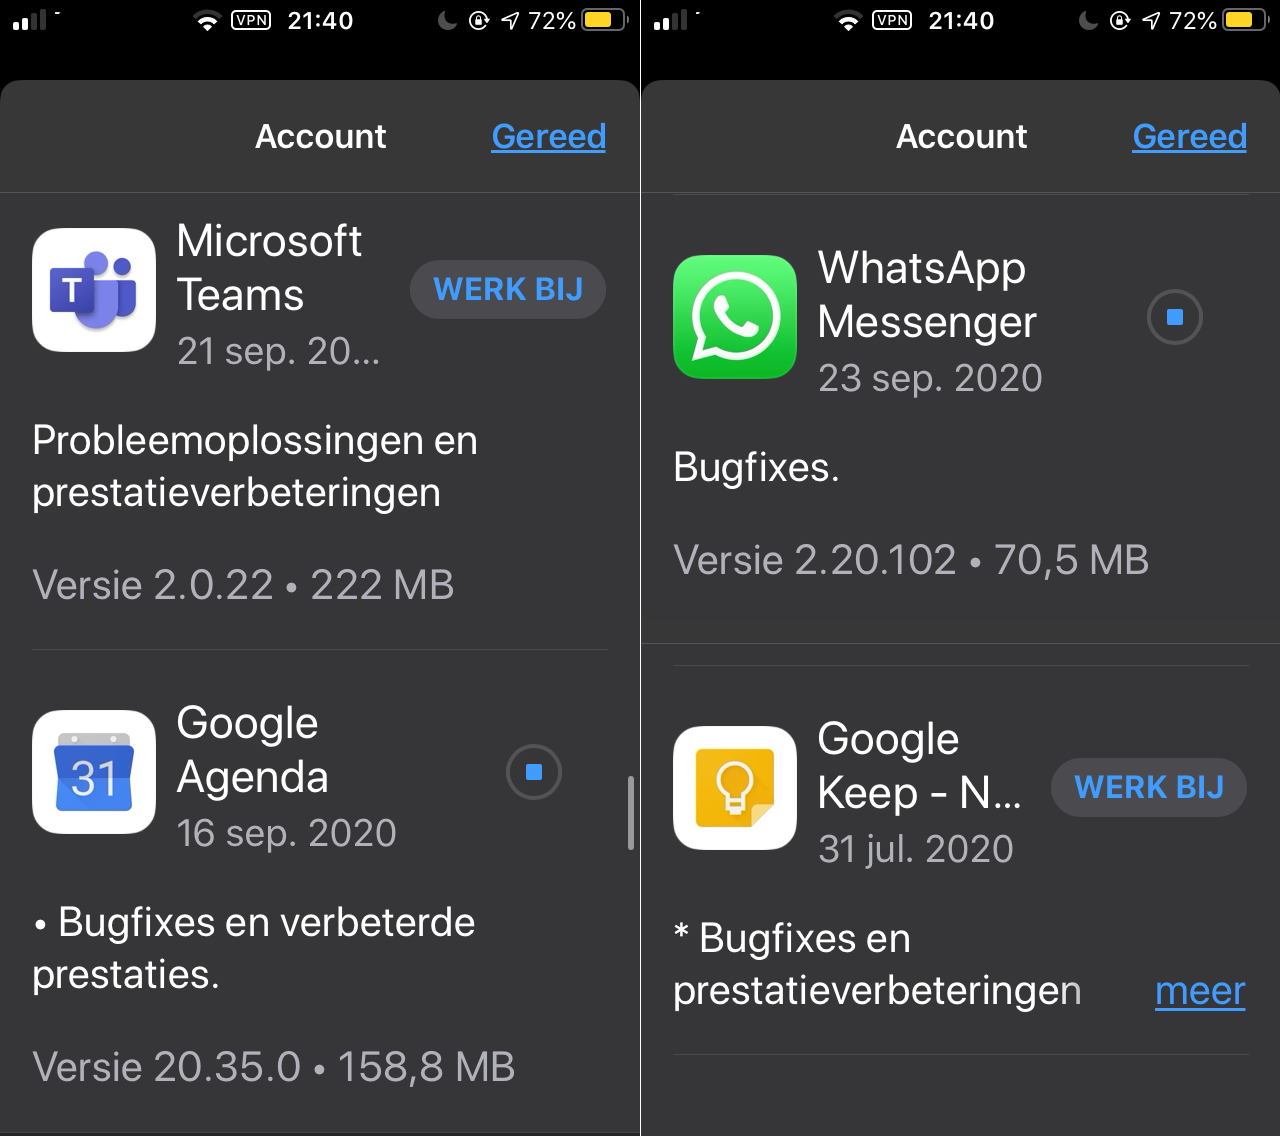 VPN 21:40 72%
Account Gereed
Microsoft
Teams
21 sep. 20...
WERK BIJ
T
Probleemoplossingen en
prestatieverbeteringen
Versie 2.0.22 • 222 MB
Google
Agenda
16 sep. 2020
31
• Bugfixes en verbeterde
prestaties.
Versie 20.35.0 • 158,8 MB
VPN 21:40 72%
Account Gereed
WhatsApp
Messenger
23 sep. 2020
Bugfixes.
Versie 2.20.102 • 70,5 MB
Google
Keep - N...
31 jul. 2020
WERK BIJ
* Bugfixes en
prestatieverbeteringen meer